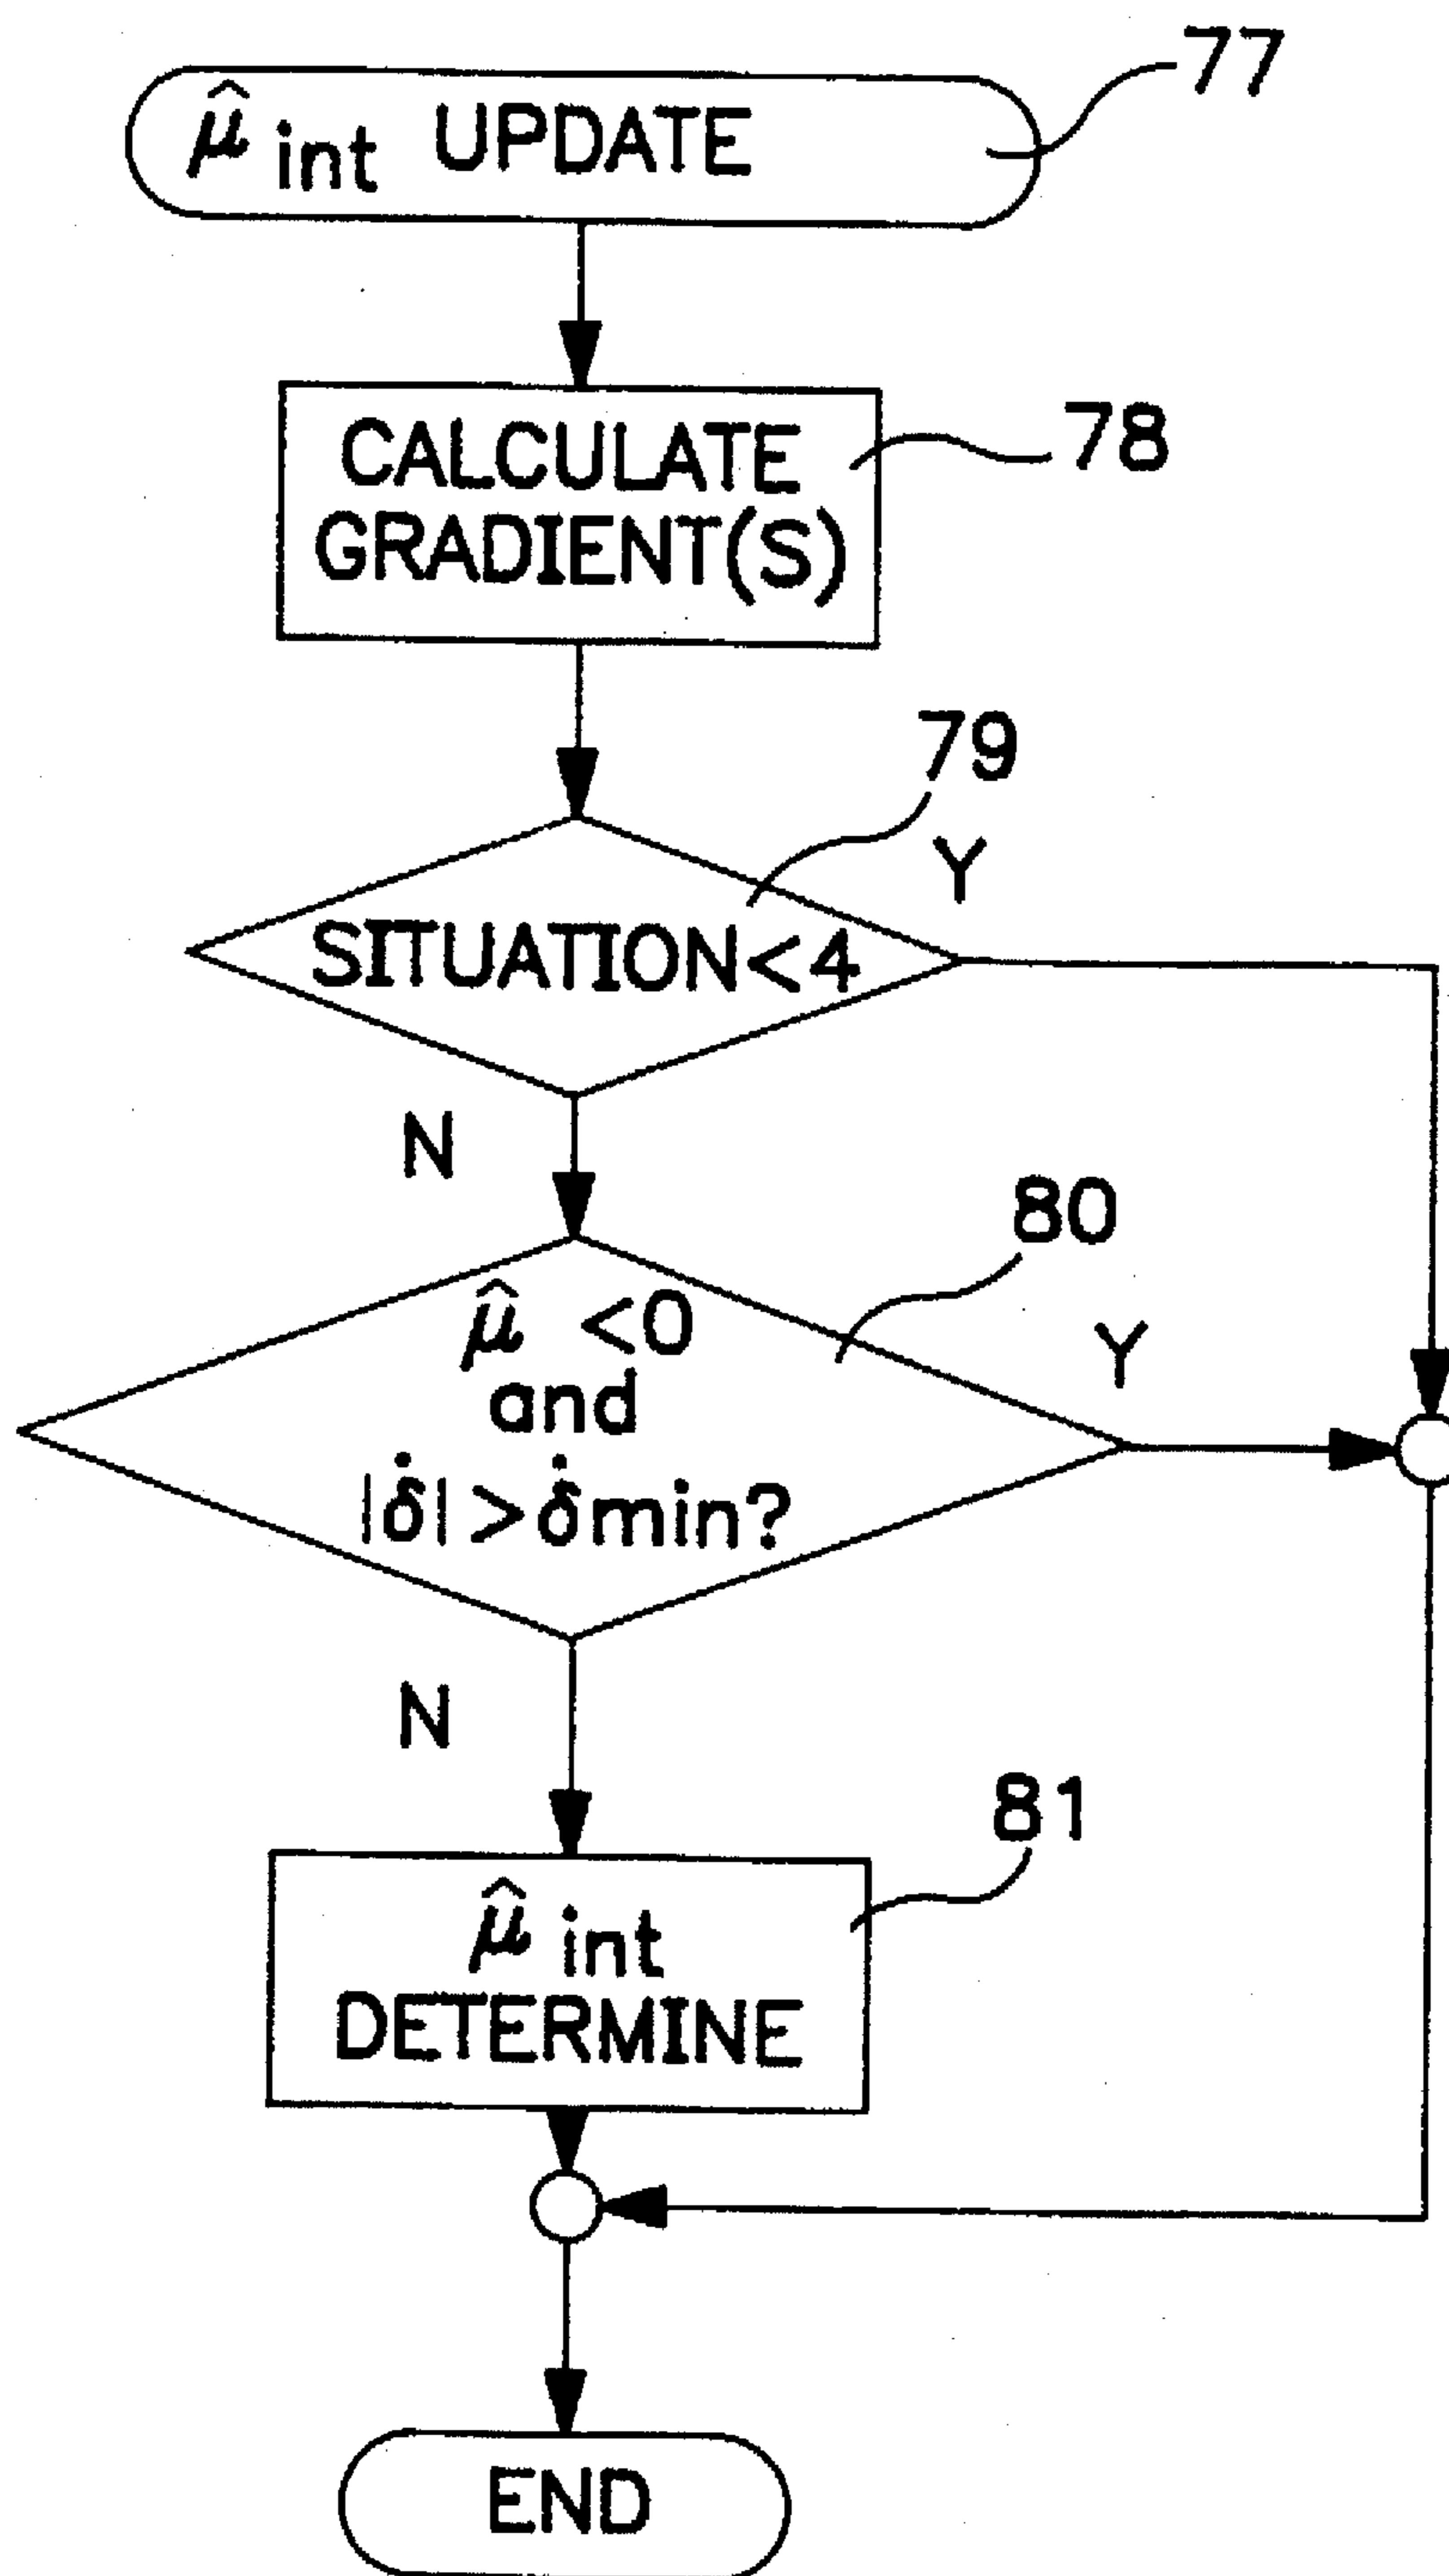 77
μ̂ int UPDATE
78
CALCULATE
GRADIENT(S)
79
Y
SITUATION<4
N
80
μ̂ <0
Y
and
|δ̇|>δ̇min?
N
81
μ̂ int
DETERMINE
END